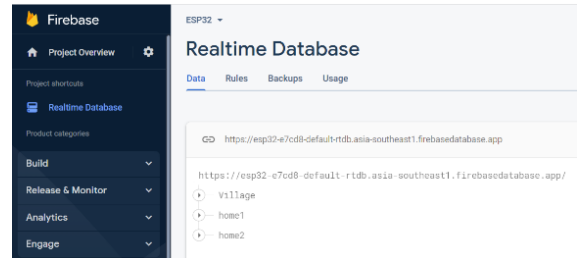 Firebase
Project Overview
Project shortcuts
Realtime Database
Product categories
Build
Release & Monitor
Analytics
Engage
ESP32
Realtime Database
Data Rules Backups Usage
https://esp32-e7cd8-default-rtdb.asia-southeast1.firebasedatabase.app
https://esp32-e7cd8-default-rtdb.asia-southeast1.firebasedatabase.app/
Village
home1
home2